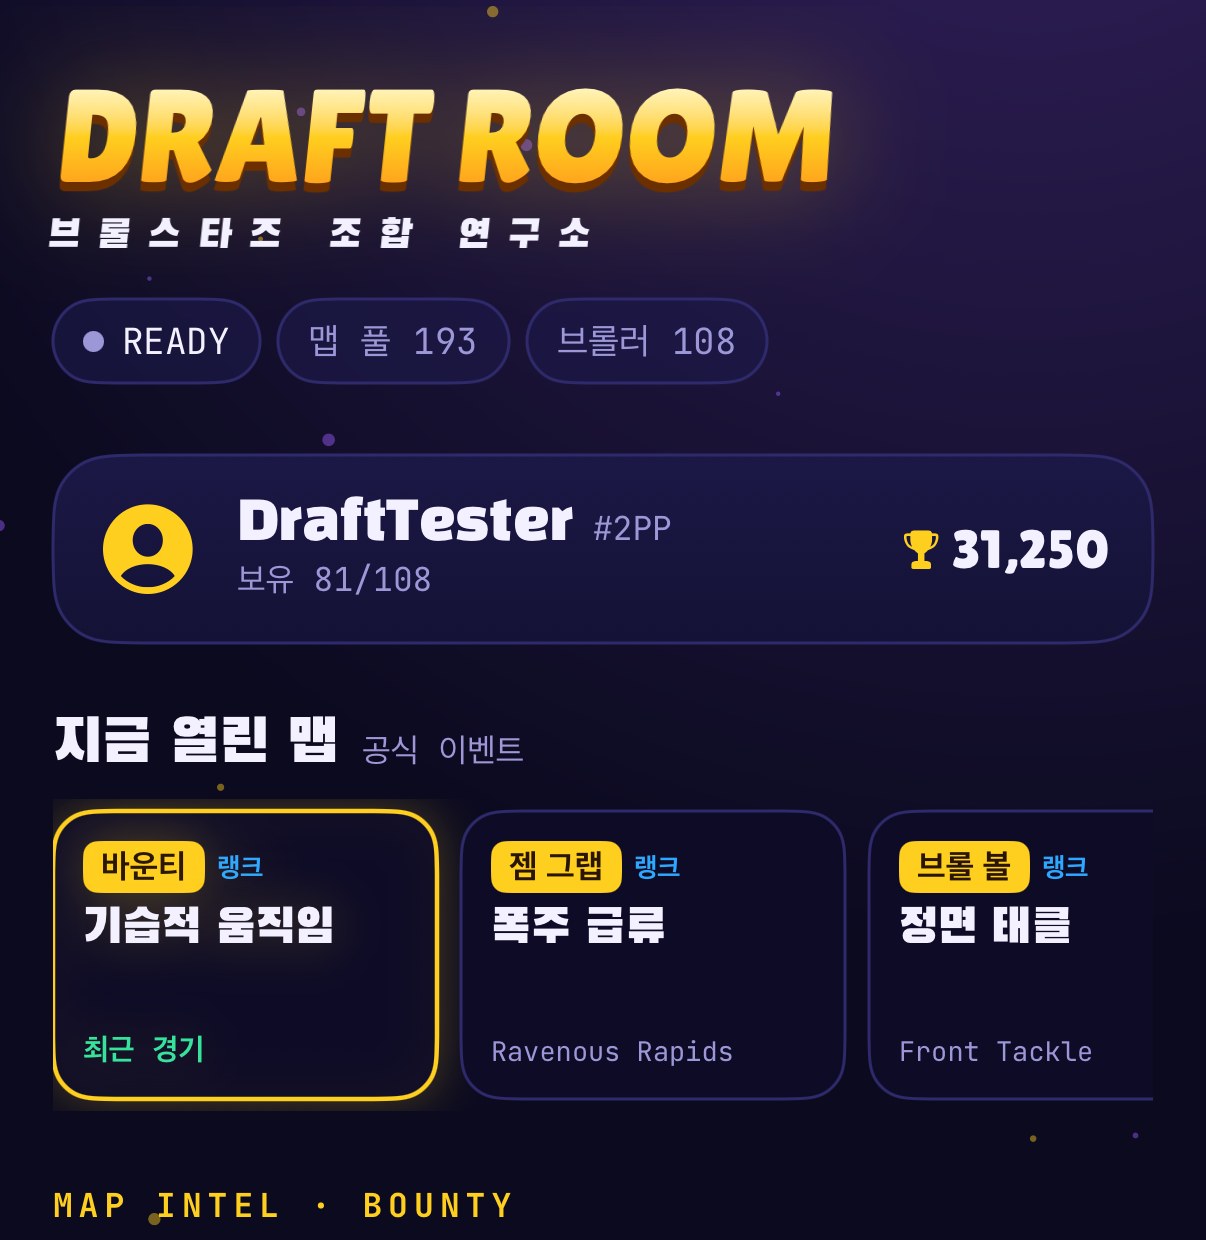 DRAFT ROOM
브롤스타즈 조합 연구소
READY 맵 풀 193 브롤러 108
DraftTester #2PP
31,250
보유 81/108
지금 열린 맵 공식 이벤트
바운티 랭크
기습적 움직임
최근 경기
젬 그랩 랭크
폭주 급류
Ravenous Rapids
브롤 볼 랭크
정면 태클
Front Tackle
MAP INTEL · BOUNTY